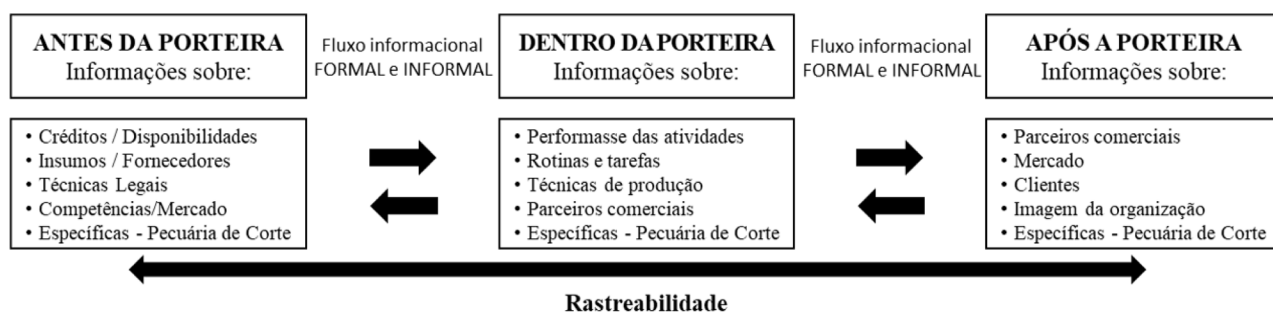 ANTES DA PORTEIRA
Informações sobre:
Fluxo informacional
FORMAL e INFORMAL
DENTRO DA PORTEIRA
Informações sobre:
Fluxo informacional
FORMAL e INFORMAL
APÓS A PORTEIRA
Informações sobre:
• Créditos / Disponibilidades
• Insumos / Fornecedores
• Técnicas Legais
• Competências/Mercado
• Específicas - Pecuária de Corte
• Performasse das atividades
• Rotinas e tarefas
• Técnicas de produção
• Parceiros comerciais
• Específicas - Pecuária de Corte
• Parceiros comerciais
• Mercado
• Clientes
• Imagem da organização
• Específicas - Pecuária de Corte
Rastreabilidade